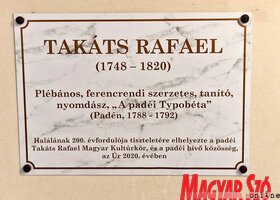 TAKÁTS RAFAEL
(1748 – 1820)
Plébános, ferencrendi szerzetes, tanító,
nyomdász, „A padéi Typobéta”
(Padén, 1788 - 1792)
Halálának 200. évfordulója tiszteletére elhelyezte a padéi
Takáts Rafael Magyar Kultúrkör, és a padéi hívő közösség,
az Úr 2020. évében
MAGYAR SZÓ
online